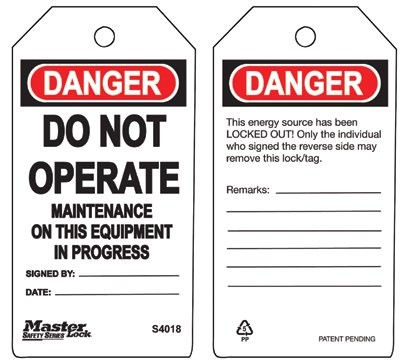 DANGER
DO NOT
OPERATE
MAINTENANCE
ON THIS EQUIPMENT
IN PROGRESS
SIGNED BY:
DATE:
Master Lock
SAFETY SERIES
S4018
DANGER
This energy source has been
LOCKED OUT! Only the individual
who signed the reverse side may
remove this lock/tag.
Remarks:
5
PP
PATENT PENDING